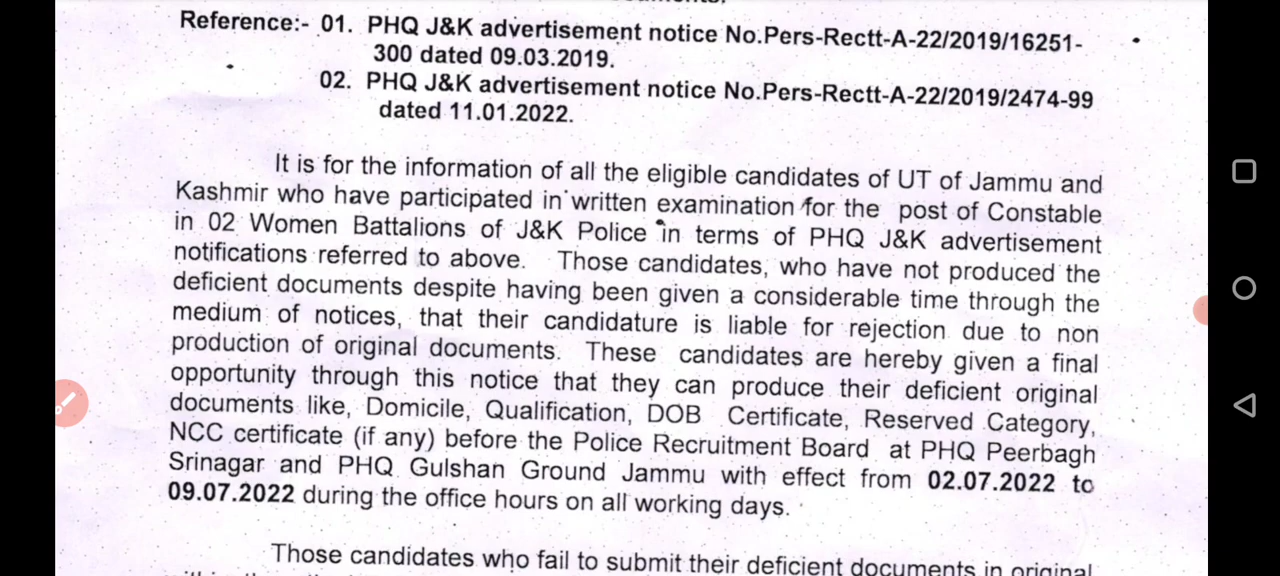 Reference:- 01. PHQ J&K advertisement notice No.Pers-Rectt-A-22/2019/16251-
300 dated 09.03.2019.
02. PHQ J&K advertisement notice No.Pers-Rectt-A-22/2019/2474-99
dated 11.01.2022.
It is for the information of all the eligible candidates of UT of Jammu and
Kashmir who have participated in written examination for the post of Constable
in 02 Women Battalions of J&K Police in terms of PHQ J&K advertisement
notifications referred to above. Those candidates, who have not produced the
deficient documents despite having been given a considerable time through the
medium of notices, that their candidature is liable for rejection due to non
production of original documents. These candidates are hereby given a final
opportunity through this notice that they can produce their deficient original
documents like, Domicile, Qualification, DOB Certificate, Reserved Category,
NCC certificate (if any) before the Police Recruitment Board at PHQ Peerbagh
Srinagar and PHQ Gulshan Ground Jammu with effect from 02.07.2022 to
09.07.2022 during the office hours on all working days.
Those candidates who fail to submit their deficient documents in original